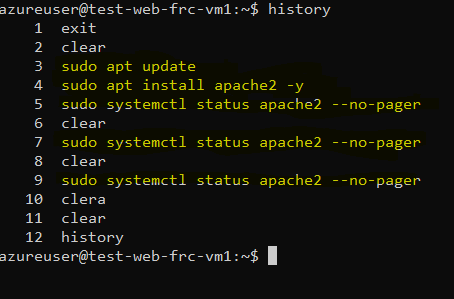 azureuser@test-web-frc-vm1:~$ history
1 exit
2 clear
3 sudo apt update
4 sudo apt install apache2 -y
5 sudo systemctl status apache2 --no-pager
6 clear
7 sudo systemctl status apache2 --no-pager
8 clear
9 sudo systemctl status apache2 --no-pager
10 clera
11 clear
12 history
azureuser@test-web-frc-vm1:~$